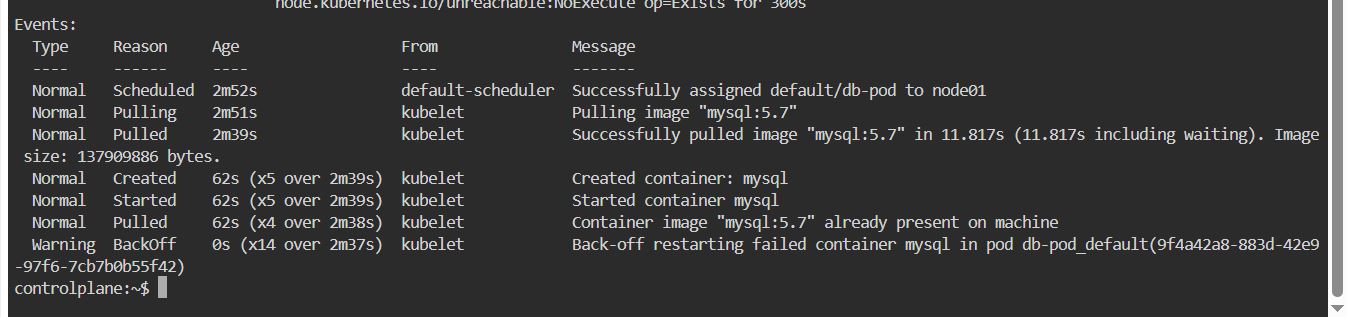 node.kubernetes.io/unreachable:NoExecute op=Exists for 300s
Events:
  Type     Reason     Age                   From               Message
  ----     ------     ----                  ----               -------
  Normal   Scheduled  2m52s                 default-scheduler  Successfully assigned default/db-pod to node01
  Normal   Pulling    2m51s                 kubelet            Pulling image "mysql:5.7"
  Normal   Pulled     2m39s                 kubelet            Successfully pulled image "mysql:5.7" in 11.817s (11.817s including waiting). Image
 size: 137909886 bytes.
  Normal   Created    62s (x5 over 2m39s)   kubelet            Created container: mysql
  Normal   Started    62s (x5 over 2m39s)   kubelet            Started container mysql
  Normal   Pulled     62s (x4 over 2m38s)   kubelet            Container image "mysql:5.7" already present on machine
  Warning  BackOff    0s (x14 over 2m37s)   kubelet            Back-off restarting failed container mysql in pod db-pod_default(9f4a42a8-883d-42e9
-97f6-7cb7b0b55f42)
controlplane:~$